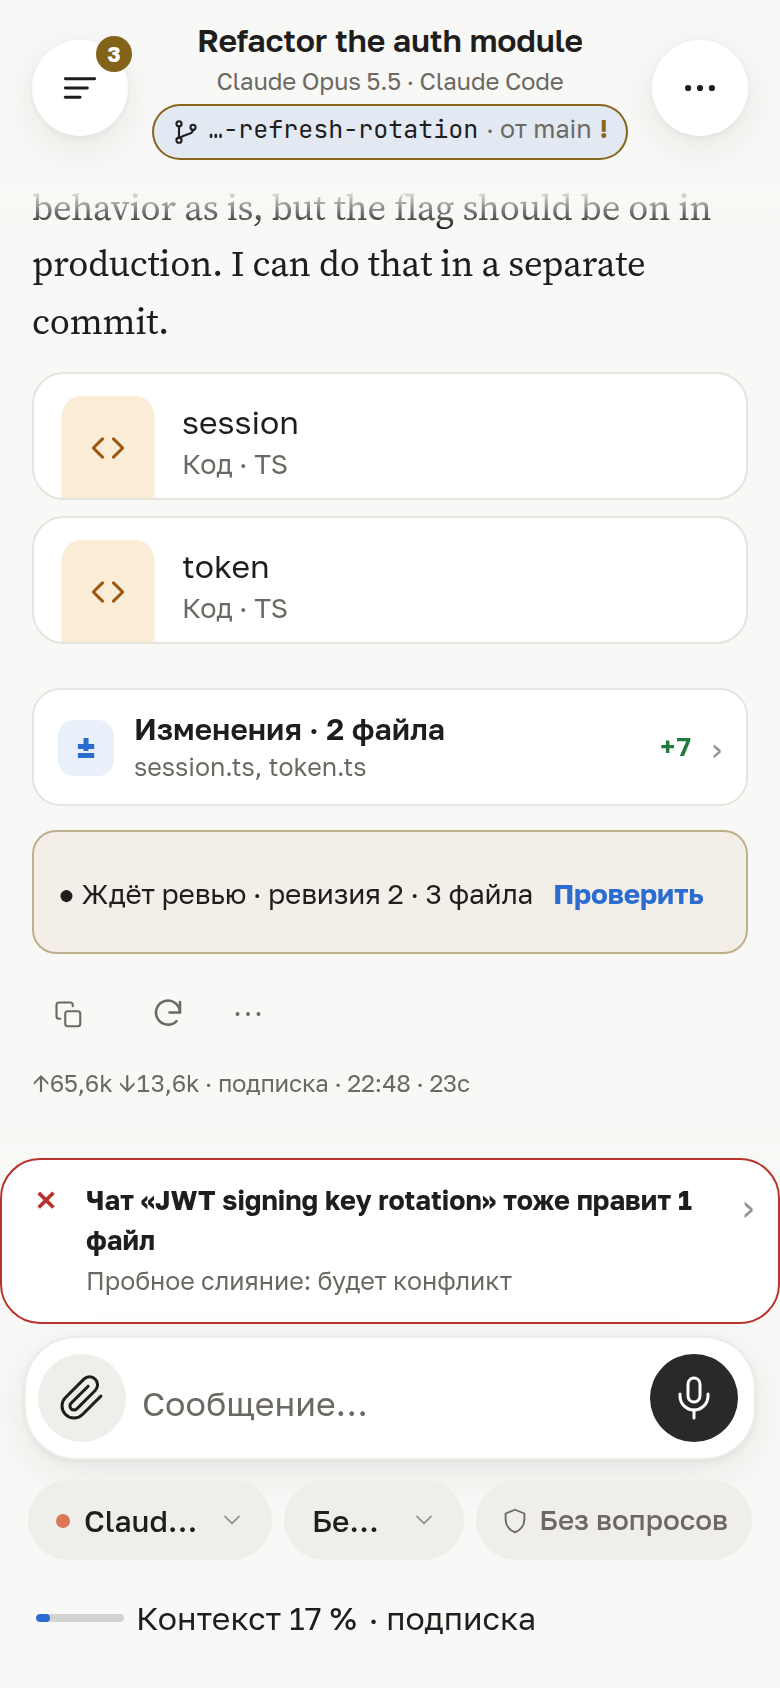 3
Refactor the auth module
Claude Opus 5.5 · Claude Code
…-refresh-rotation · от main !
behavior as is, but the flag should be on in
production. I can do that in a separate
commit.
session
Код · TS
token
Код · TS
Изменения · 2 файла
session.ts, token.ts
+7
Ждёт ревью · ревизия 2 · 3 файла Проверить
↑65,6k ↓13,6k · подписка · 22:48 · 23с
Чат «JWT signing key rotation» тоже правит 1
файл
Пробное слияние: будет конфликт
Сообщение...
Claud... Бе... Без вопросов
Контекст 17 % · подписка